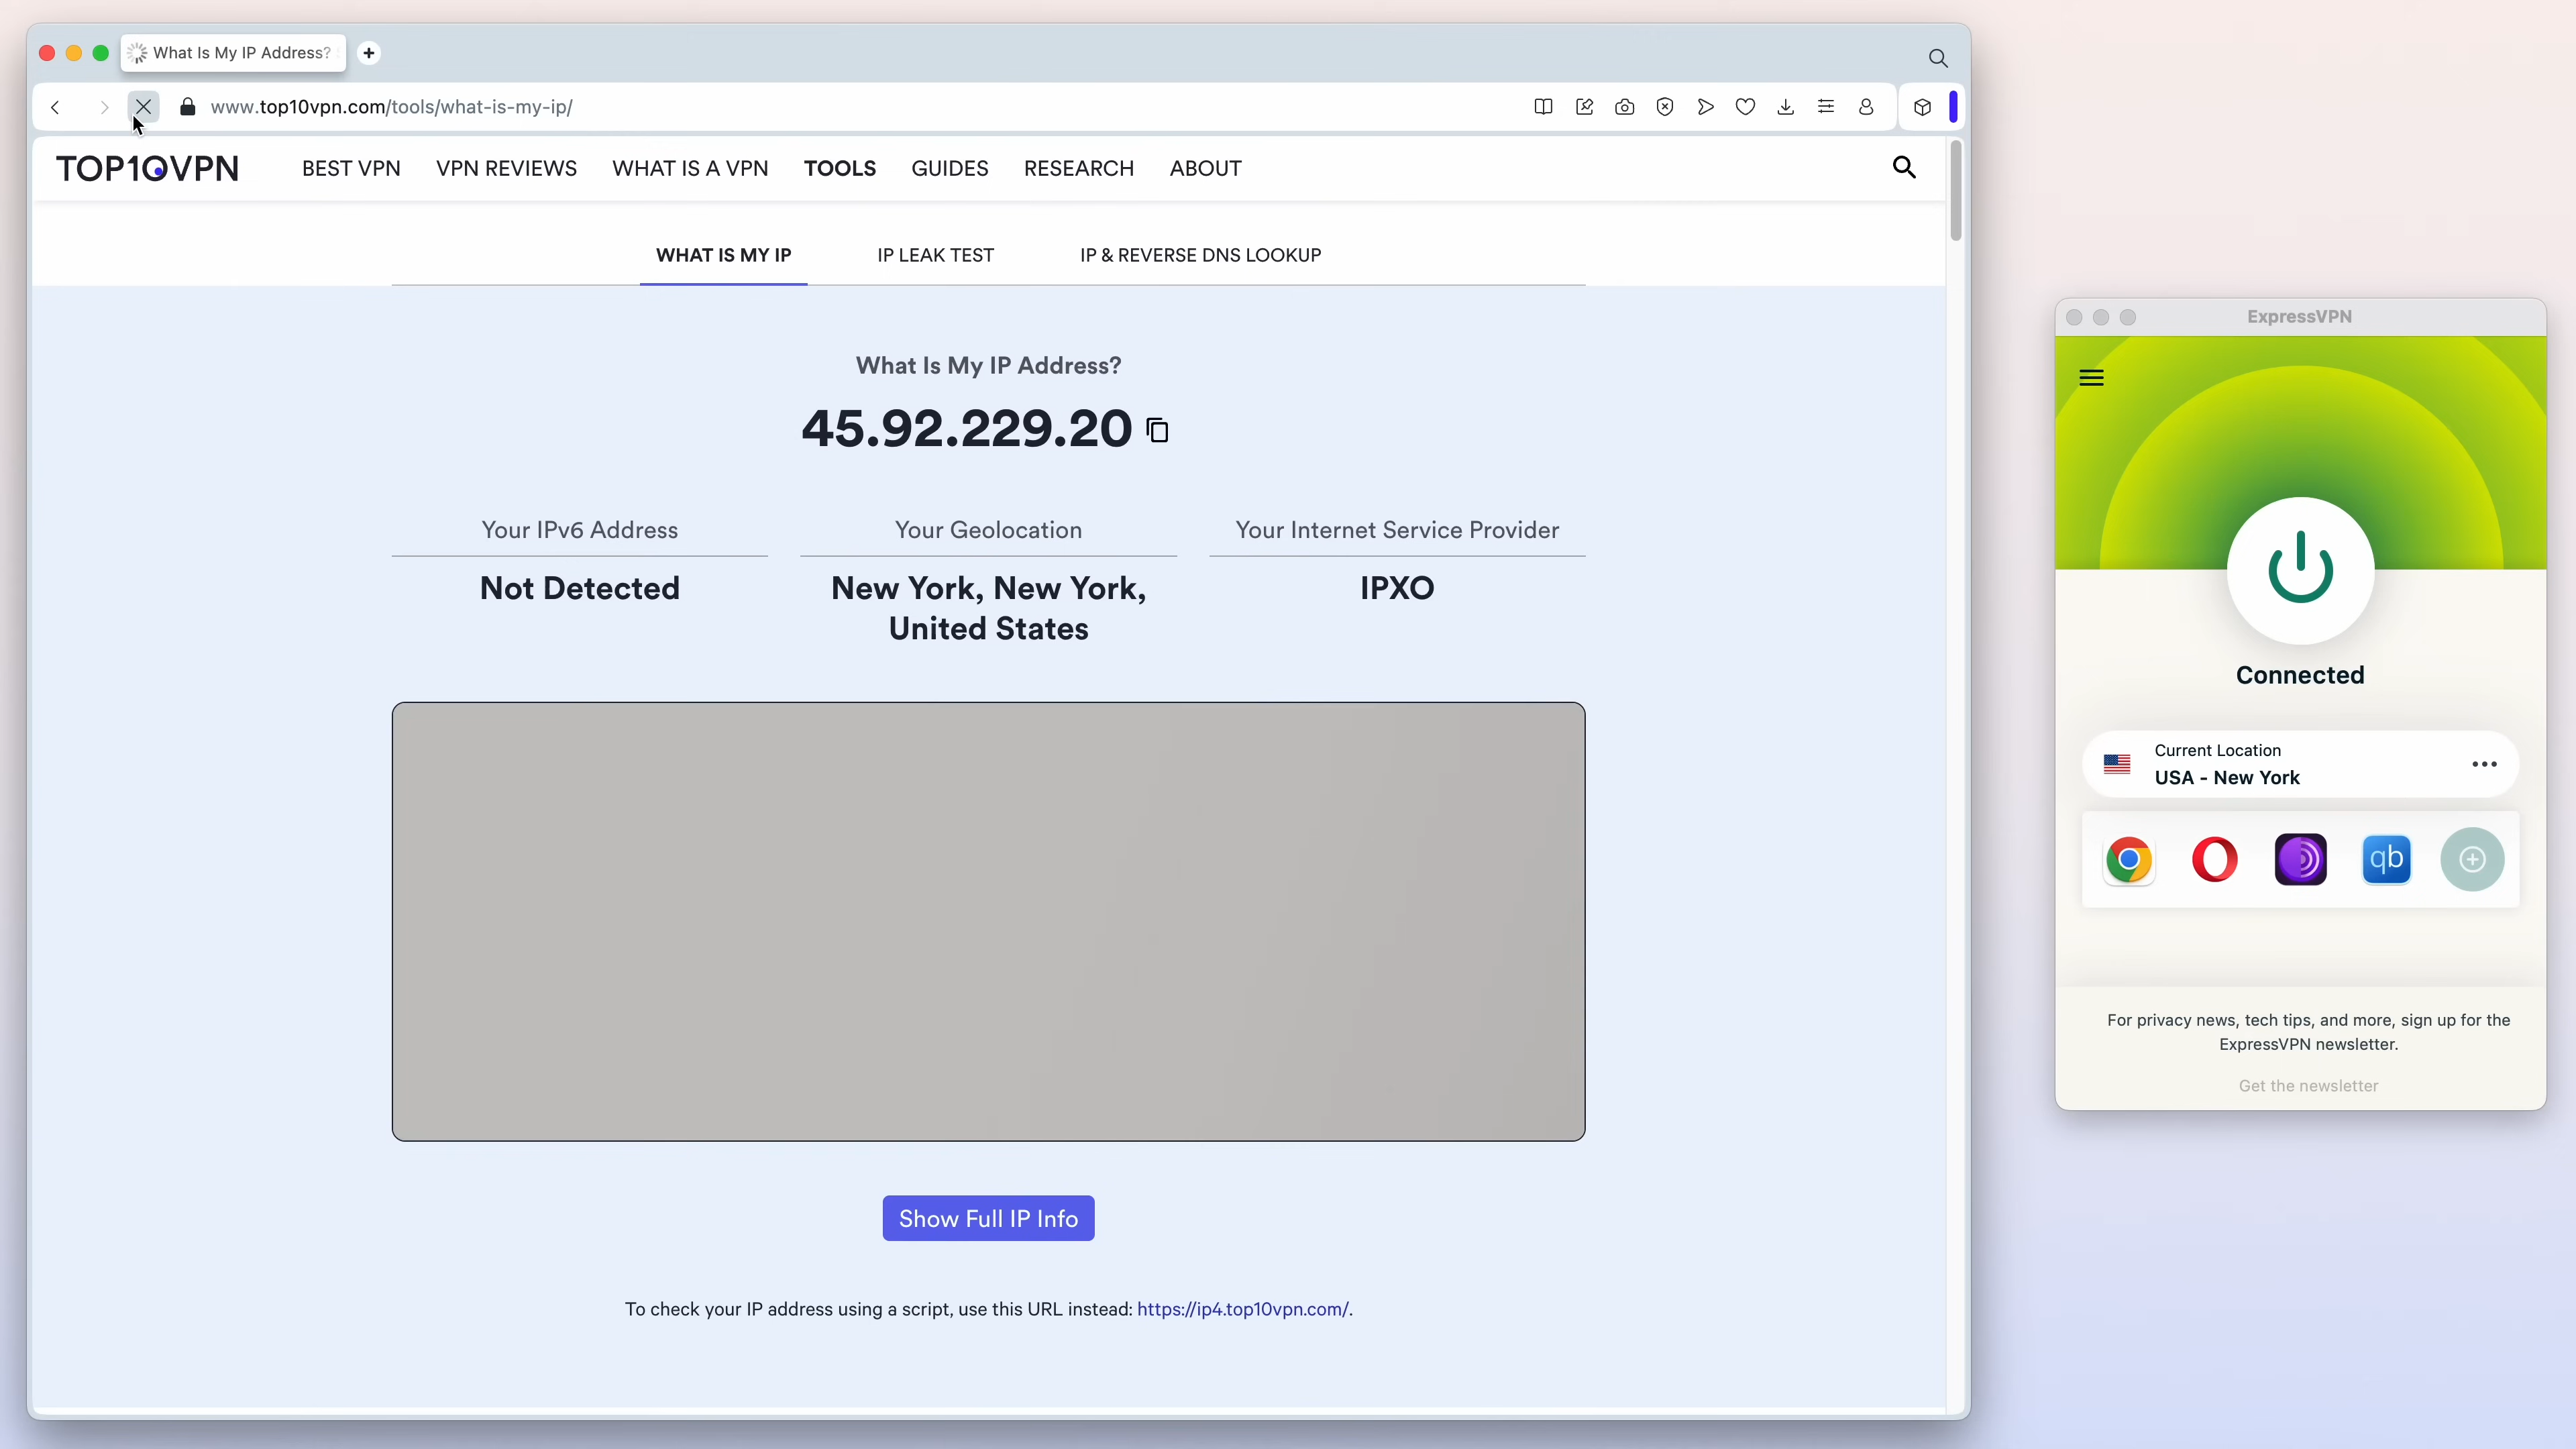 What Is My IP Address?
www.top10vpn.com/tools/what-is-my-ip/
TOP10VPN
BEST VPN
VPN REVIEWS
WHAT IS A VPN
TOOLS
GUIDES
RESEARCH
ABOUT
WHAT IS MY IP
IP LEAK TEST
IP & REVERSE DNS LOOKUP
What Is My IP Address?
45.92.229.20
Your IPv6 Address
Not Detected
Your Geolocation
New York, New York,
United States
Your Internet Service Provider
IPXO
Show Full IP Info
To check your IP address using a script, use this URL instead: https://ip4.top10vpn.com/.
ExpressVPN
Connected
Current Location
USA - New York
qb
For privacy news, tech tips, and more, sign up for the
ExpressVPN newsletter.
Get the newsletter